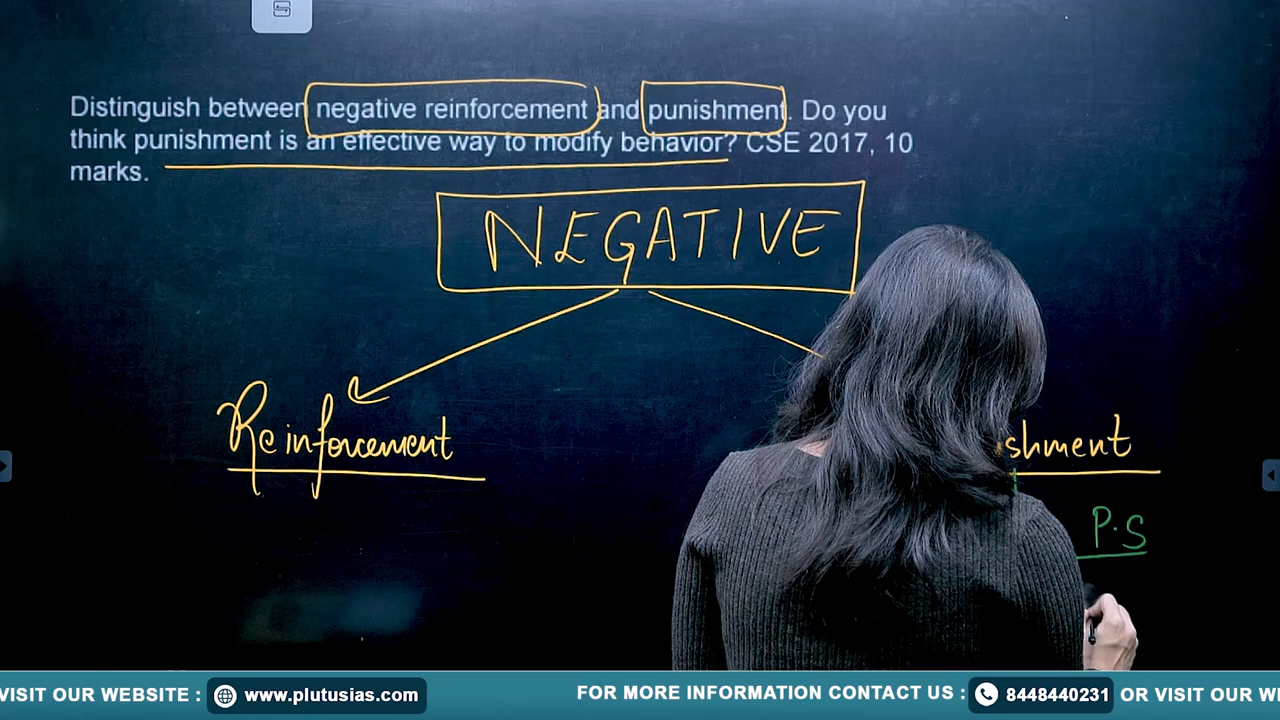 Distinguish between negative reinforcement and punishment. Do you
think punishment is an effective way to modify behavior? CSE 2017, 10
marks.
NEGATIVE
Reinforcement
shment
P.S
VISIT OUR WEBSITE : www.plutusias.com FOR MORE INFORMATION CONTACT US : 8448440231 OR VISIT OUR WE